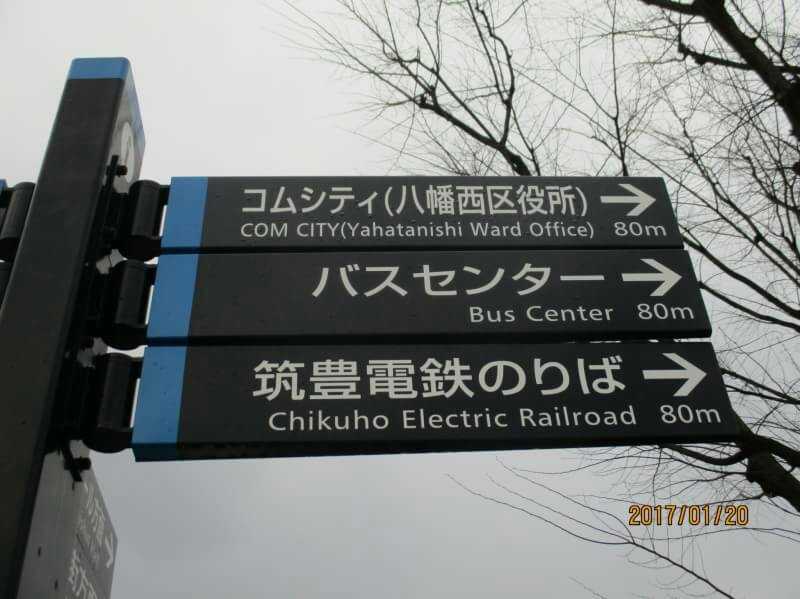 コムシティ(八幡西区役所) →
COM CITY(Yahatanishi Ward Office) 80m
バスセンター →
Bus Center 80m
筑豊電鉄のりば →
Chikuho Electric Railroad 80m
2017/01/20